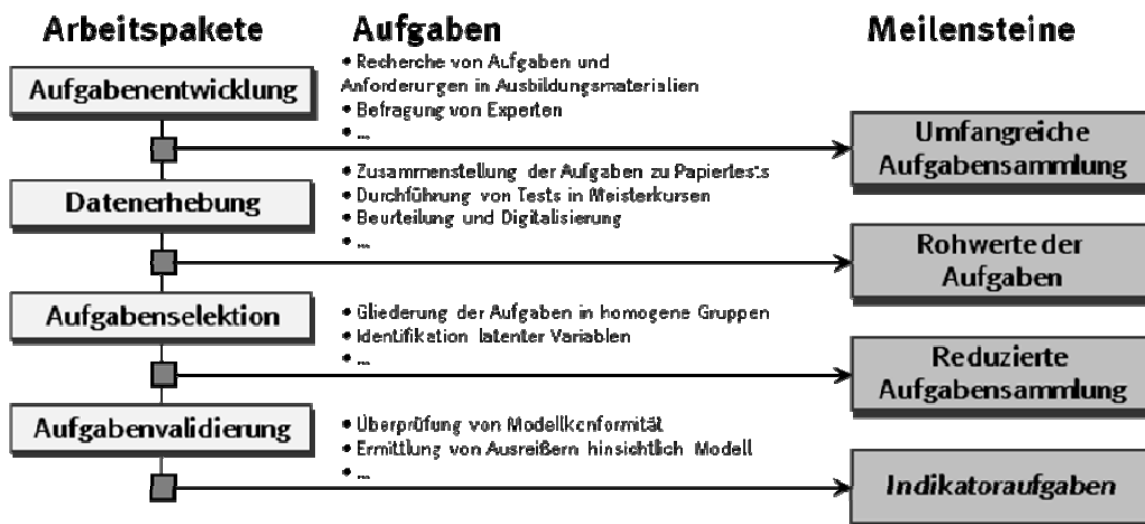 Arbeitspakete
Aufgaben
Meilensteine
Aufgabenentwicklung
• Recherche von Aufgaben und
Anforderungen in Ausbildungsmaterialien
• Befragung von Experten
• ...
Umfangreiche
Aufgabensammlung
Datenerhebung
• Zusammenstellung der Aufgaben zu Papiertests
• Durchführung von Tests in Meisterkursen
• Beurteilung und Digitalisierung
• ...
Rohwerte der
Aufgaben
Aufgabenselektion
• Gliederung der Aufgaben in homogene Gruppen
• Identifikation latenter Variablen
• ...
Reduzierte
Aufgabensammlung
Aufgabenvalidierung
• Überprüfung von Modellkonformität
• Ermittlung von Ausreißern hinsichtlich Modell
• ...
Indikatoraufgaben